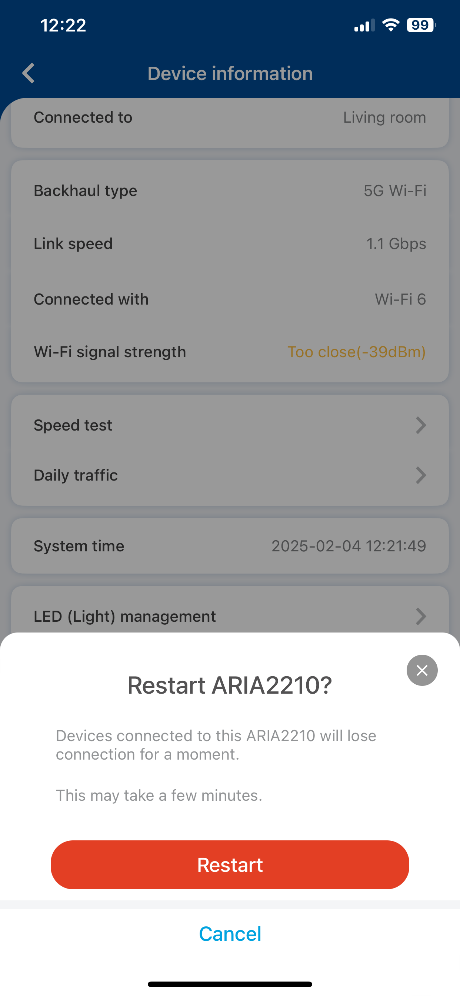 12:22
99
Device information
Connected to Living room
Backhaul type 5G Wi-Fi
Link speed 1.1 Gbps
Connected with Wi-Fi 6
Wi-Fi signal strength Too close(-39dBm)
Speed test
Daily traffic
System time 2025-02-04 12:21:49
LED (Light) management
Restart ARIA2210?
Devices connected to this ARIA2210 will lose
connection for a moment.
This may take a few minutes.
Restart
Cancel